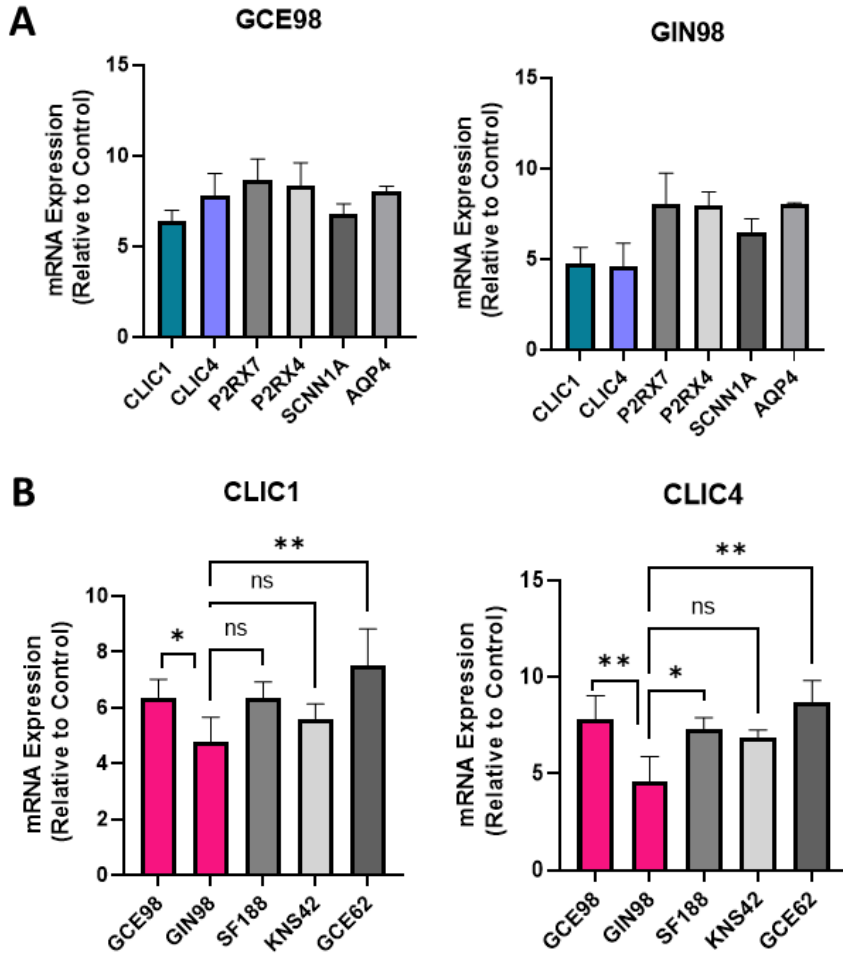 A
GCE98
mRNA Expression
(Relative to Control)
15
10
5
0
CLIC1
CLIC4
P2RX7
P2RX4
SCNN1A
AQP4
GIN98
mRNA Expression
(Relative to Control)
15
10
5
0
CLIC1
CLIC4
P2RX7
P2RX4
SCNN1A
AQP4
B
CLIC1
mRNA Expression
(Relative to Control)
10
8
6
4
2
0
**
ns
ns
*
GCE98
GIN98
SF188
KNS42
GCE62
CLIC4
mRNA Expression
(Relative to Control)
15
10
5
0
**
ns
*
**
GCE98
GIN98
SF188
KNS42
GCE62